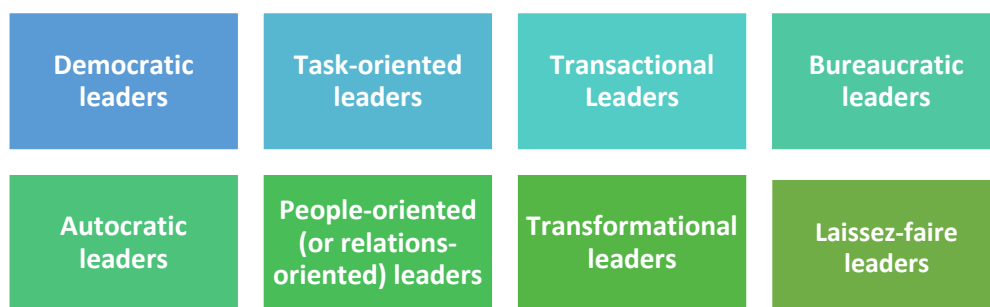 Democratic
leaders
Task-oriented
leaders
Transactional
Leaders
Bureaucratic
leaders
Autocratic
leaders
People-oriented
(or relations-
oriented) leaders
Transformational
leaders
Laissez-faire
leaders